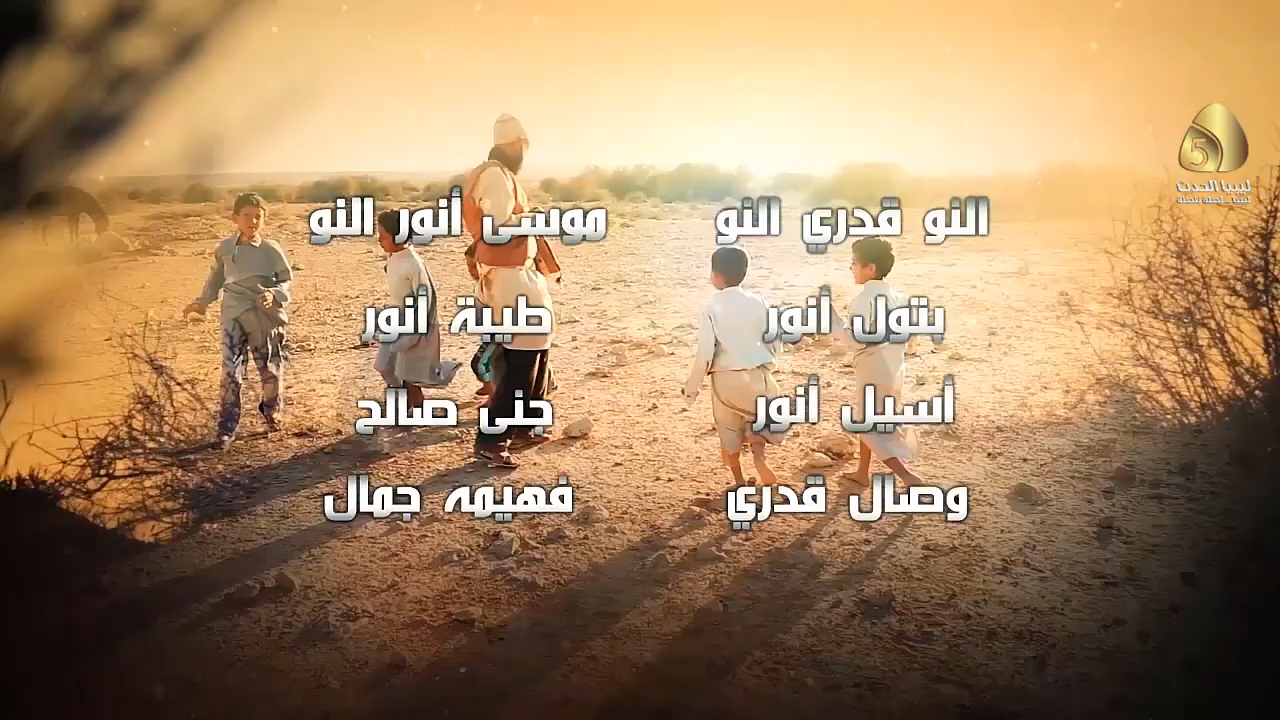 النو قدري النو
موسى أنور النو
بتول أنور
طيبة أنور
أسيل أنور
جنى صالح
وصال قدري
فهيمه جمال
5
ليبيا الحدث